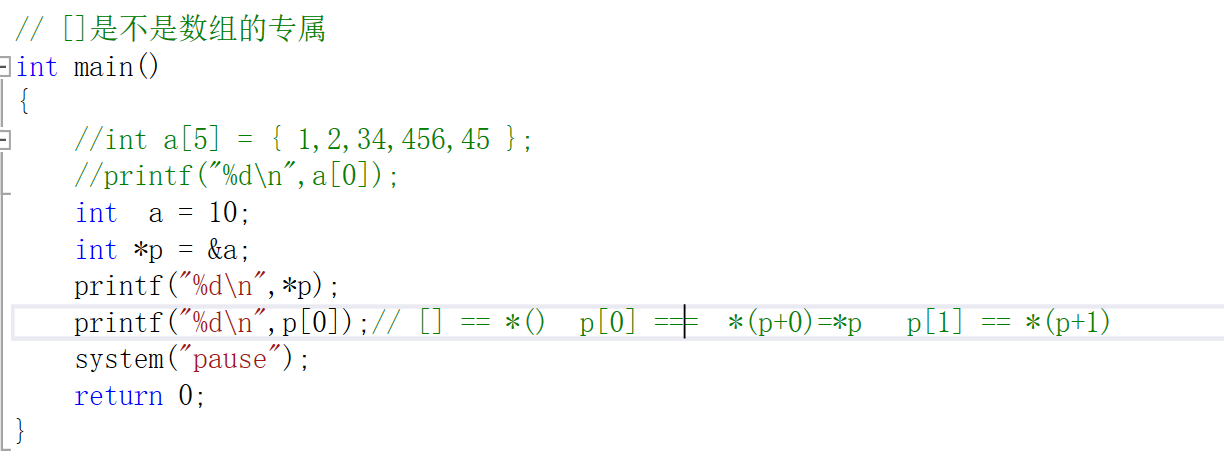 // []是不是数组的专属
int main()
{
//int a[5] = { 1,2,34,456,45 };
//printf("%d\n",a[0]);
int  a = 10;
int *p = &a;
printf("%d\n",*p);
printf("%d\n",p[0]);// [] == *()  p[0] ===  *(p+0)=*p   p[1] == *(p+1)
system("pause");
return 0;
}